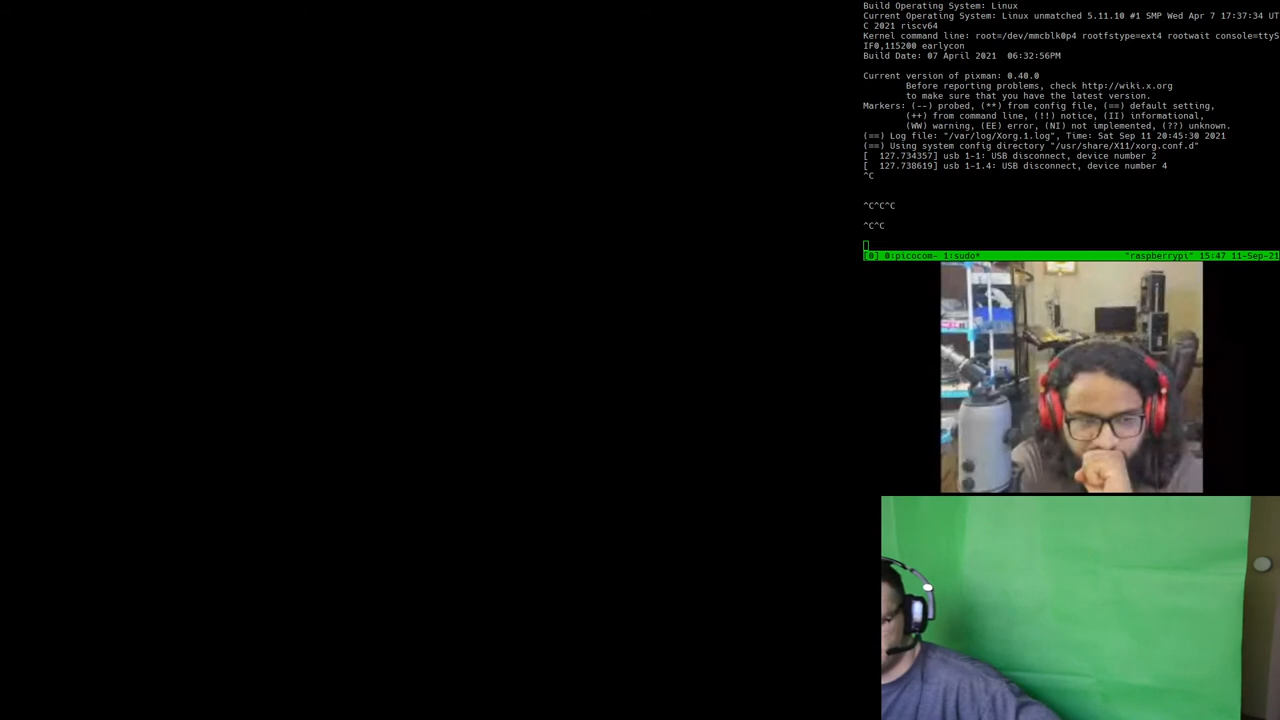 Build Operating System: Linux
Current Operating System: Linux unmatched 5.11.10 #1 SMP Wed Apr 7 17:37:34 UT
C 2021 riscv64
Kernel command line: root=/dev/mmcblk0p4 rootfstype=ext4 rootwait console=ttyS
IF0,115200 earlycon
Build Date: 07 April 2021  06:32:56PM
Current version of pixman: 0.40.0
Before reporting problems, check http://wiki.x.org
to make sure that you have the latest version.
Markers: (--) probed, (**) from config file, (==) default setting,
(++) from command line, (!!) notice, (II) informational,
(WW) warning, (EE) error, (NI) not implemented, (??) unknown.
(==) Log file: "/var/log/Xorg.1.log", Time: Sat Sep 11 20:45:30 2021
(==) Using system config directory "/usr/share/X11/xorg.conf.d"
[  127.734357] usb 1-1: USB disconnect, device number 2
[  127.738619] usb 1-1.4: USB disconnect, device number 4
^C
^C^C^C
^C^C
[0] 0:picocom- 1:sudo* "raspberrypi" 15:47 11-Sep-21